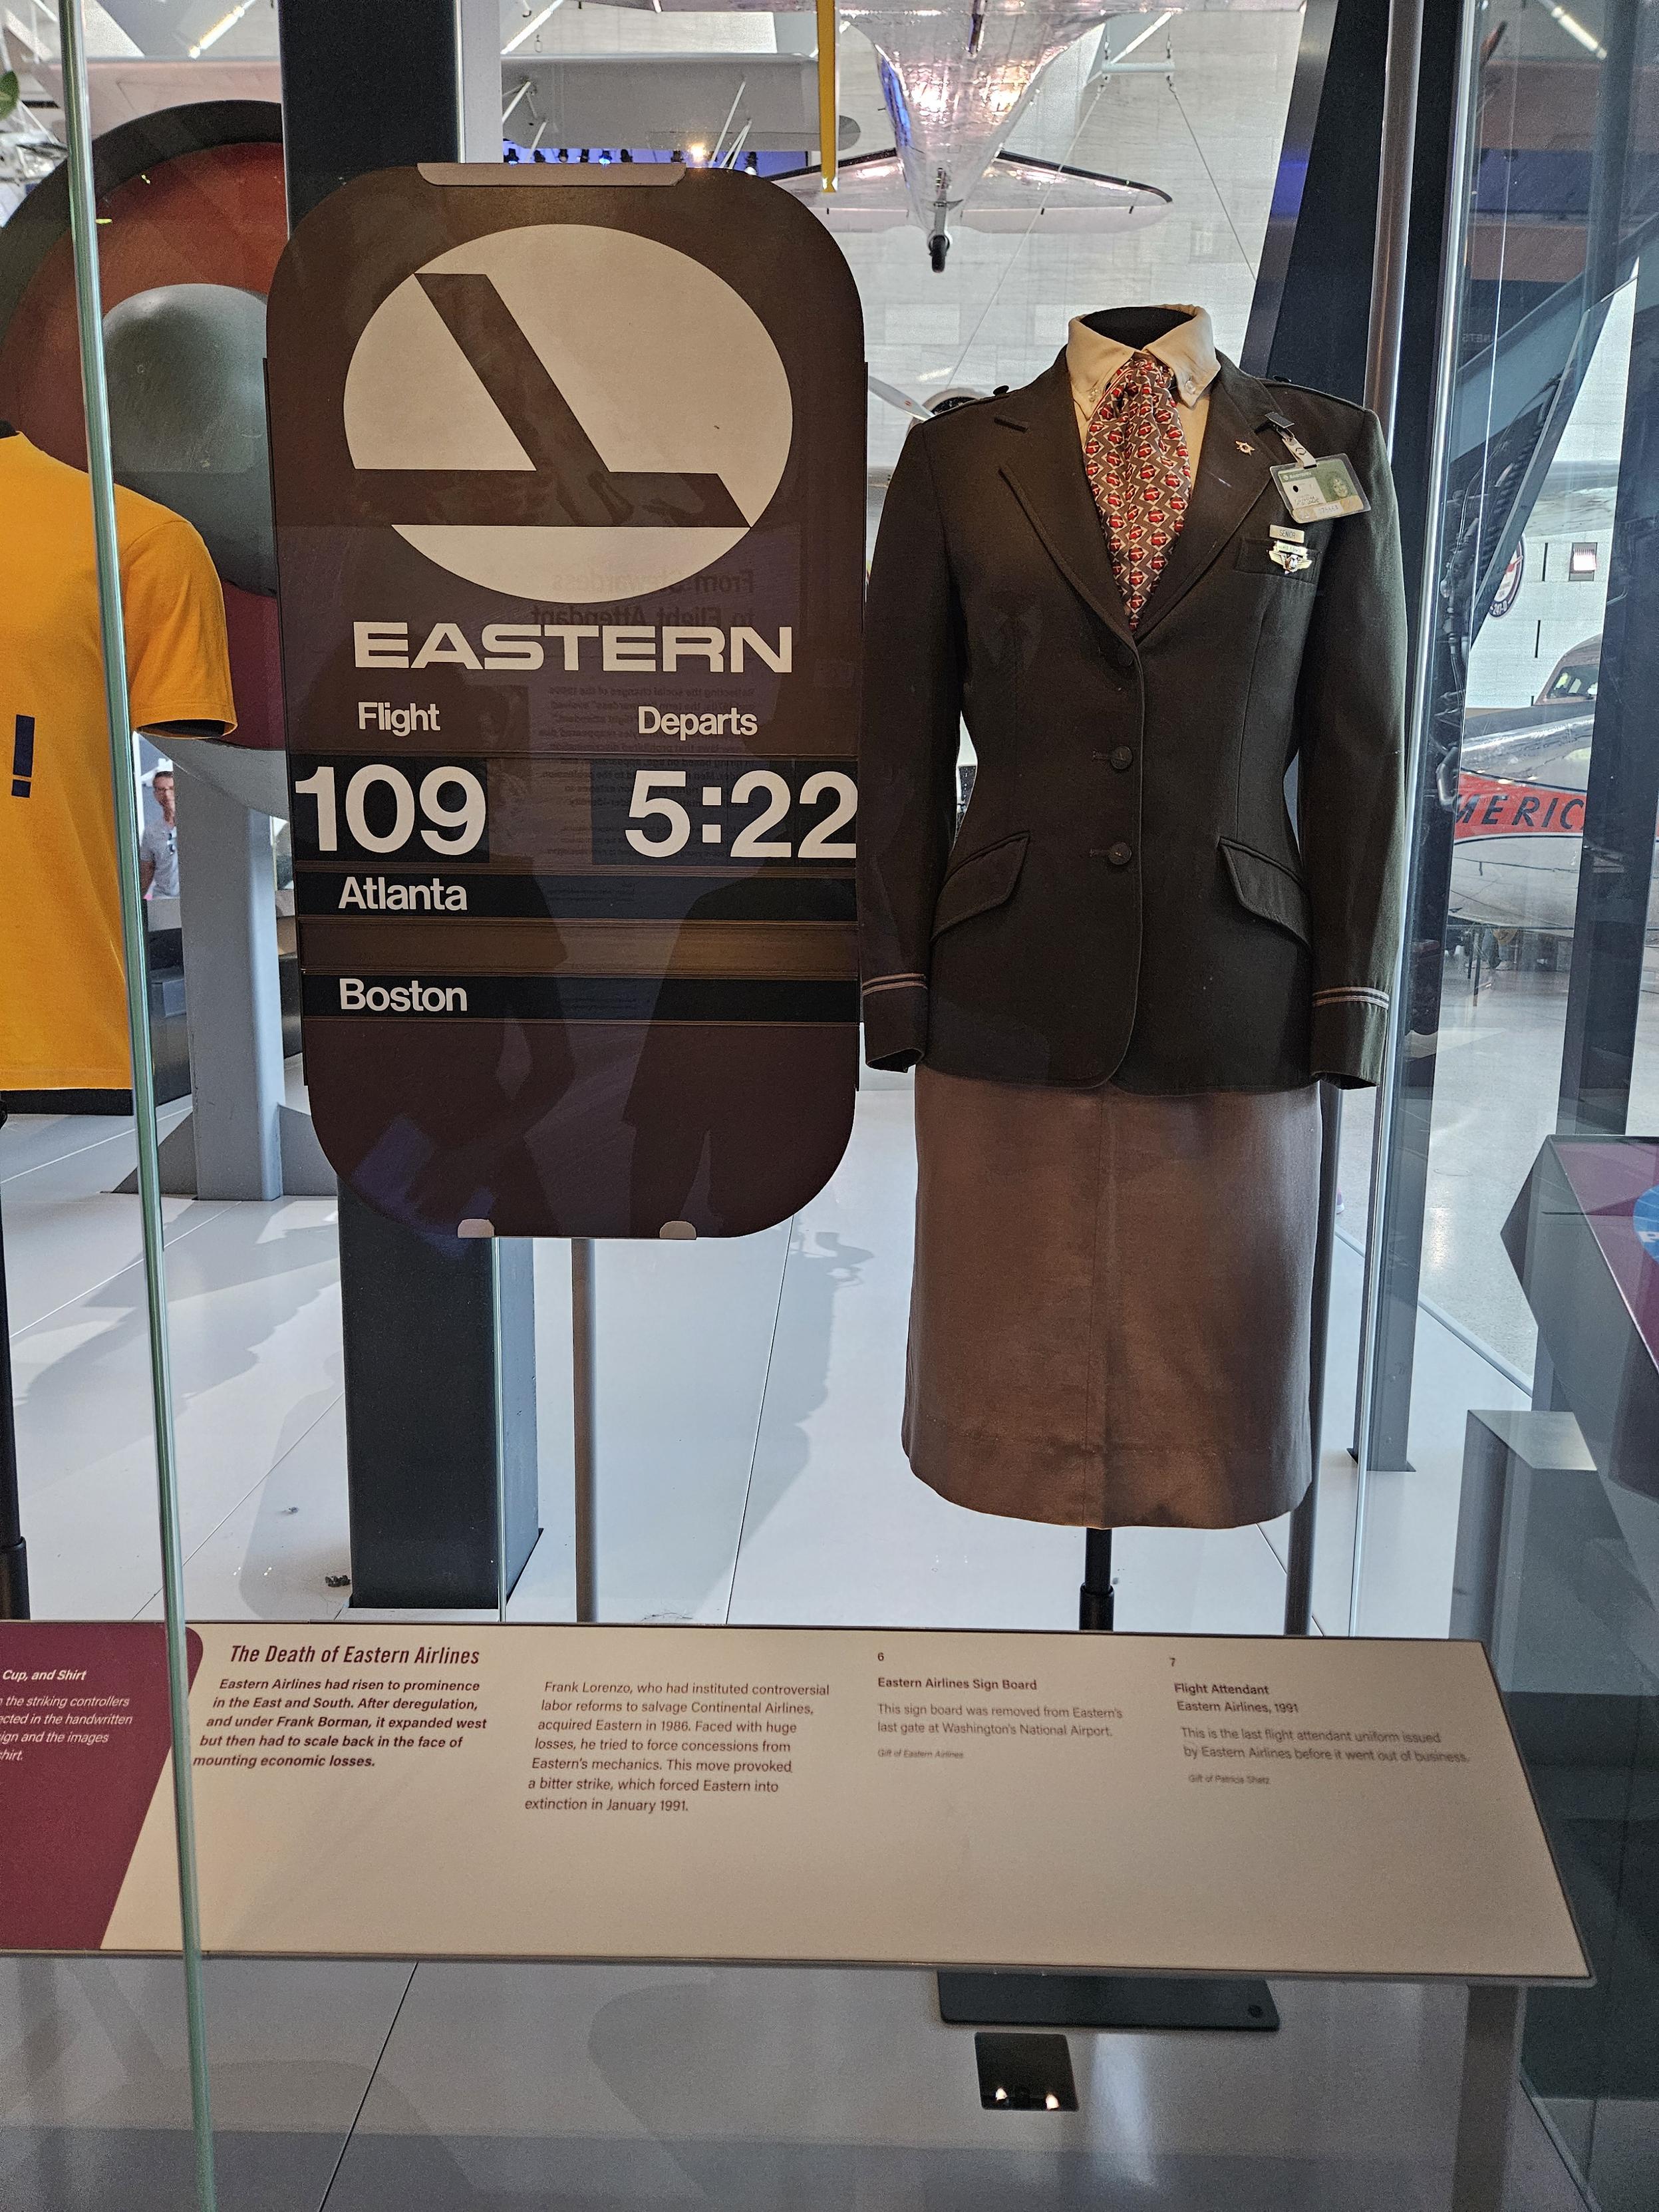 EASTERN
Flight Departs
109 5:22
Atlanta
Boston
SENIOR
MERIC
!
Cup, and Shirt
the striking controllers
ected in the handwritten
ign and the images
shirt.
The Death of Eastern Airlines
Eastern Airlines had risen to prominence
in the East and South. After deregulation,
and under Frank Borman, it expanded west
but then had to scale back in the face of
mounting economic losses.
Frank Lorenzo, who had instituted controversial
labor reforms to salvage Continental Airlines,
acquired Eastern in 1986. Faced with huge
losses, he tried to force concessions from
Eastern's mechanics. This move provoked
a bitter strike, which forced Eastern into
extinction in January 1991.
6
Eastern Airlines Sign Board
This sign board was removed from Eastern's
last gate at Washington's National Airport.
Gift of Eastern Airlines
7
Flight Attendant
Eastern Airlines, 1991
This is the last flight attendant uniform issued
by Eastern Airlines before it went out of business.
Gift of Patricia Shetz
From Stewardess
to Flight Attendant